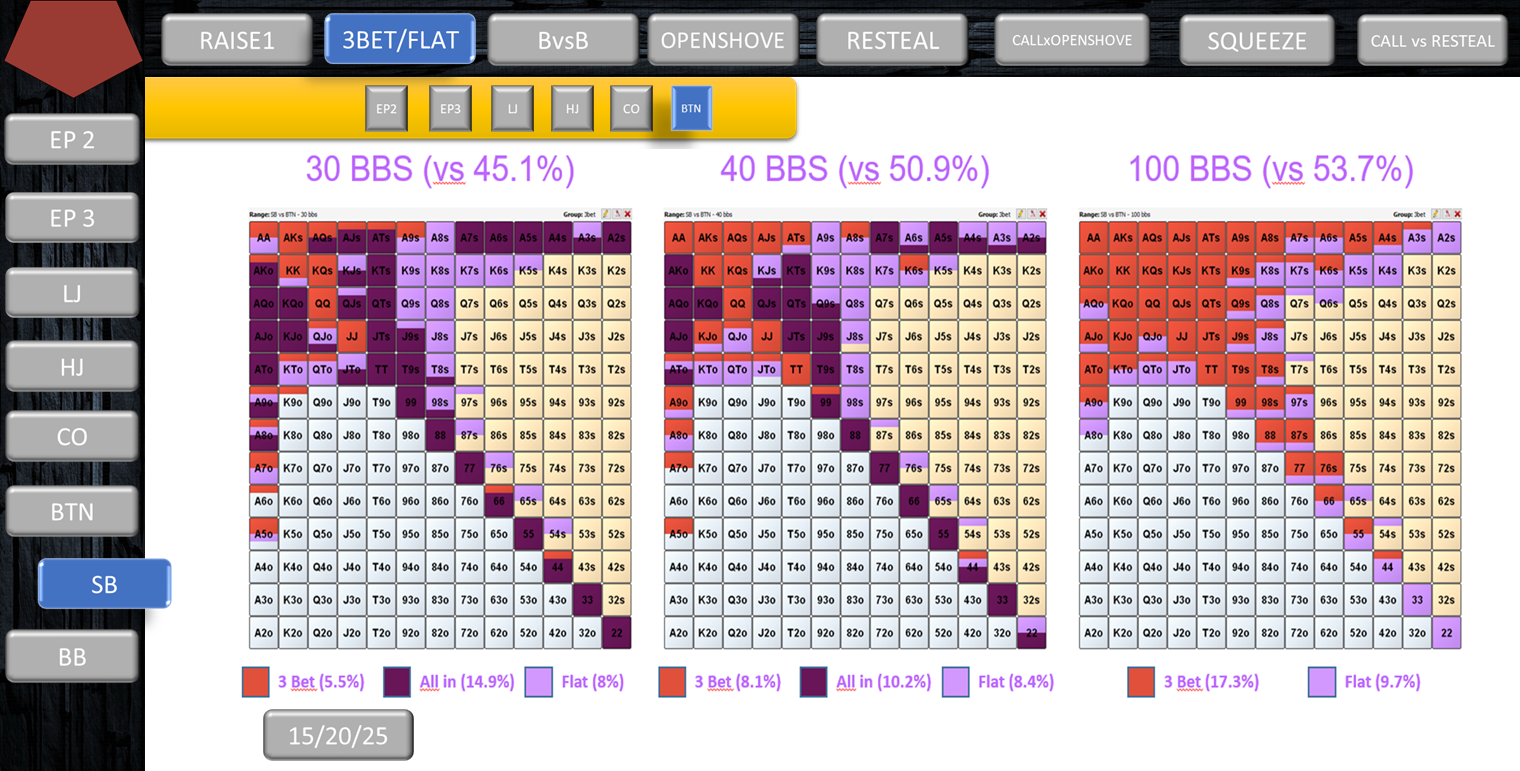 RAISE1 3BET/FLAT BvsB OPENSHOVE RESTEAL CALLxOPENSHOVE SQUEEZE CALL vs RESTEAL
EP2 EP3 LJ HJ CO BTN
EP 2
EP 3
LJ
HJ
CO
BTN
SB
BB
30 BBS (vs 45.1%)
Range: SB vs BTN - 30 bbs Group: 3bet
AA AKs AQs AJs ATs A9s A8s A7s A6s A5s A4s A3s A2s
AKo KK KQs KJs KTs K9s K8s K7s K6s K5s K4s K3s K2s
AQo KQo QQ QJs QTs Q9s Q8s Q7s Q6s Q5s Q4s Q3s Q2s
AJo KJo QJo JJ JTs J9s J8s J7s J6s J5s J4s J3s J2s
ATo KTo QTo JTo TT T9s T8s T7s T6s T5s T4s T3s T2s
A9o K9o Q9o J9o T9o 99 98s 97s 96s 95s 94s 93s 92s
A8o K8o Q8o J8o T8o 98o 88 87s 86s 85s 84s 83s 82s
A7o K7o Q7o J7o T7o 97o 87o 77 76s 75s 74s 73s 72s
A6o K6o Q6o J6o T6o 96o 86o 76o 66 65s 64s 63s 62s
A5o K5o Q5o J5o T5o 95o 85o 75o 65o 55 54s 53s 52s
A4o K4o Q4o J4o T4o 94o 84o 74o 64o 54o 44 43s 42s
A3o K3o Q3o J3o T3o 93o 83o 73o 63o 53o 43o 33 32s
A2o K2o Q2o J2o T2o 92o 82o 72o 62o 52o 42o 32o 22
3 Bet (5.5%) All in (14.9%) Flat (8%)
40 BBS (vs 50.9%)
Range: SB vs BTN - 40 bbs Group: 3bet
AA AKs AQs AJs ATs A9s A8s A7s A6s A5s A4s A3s A2s
AKo KK KQs KJs KTs K9s K8s K7s K6s K5s K4s K3s K2s
AQo KQo QQ QJs QTs Q9s Q8s Q7s Q6s Q5s Q4s Q3s Q2s
AJo KJo QJo JJ JTs J9s J8s J7s J6s J5s J4s J3s J2s
ATo KTo QTo JTo TT T9s T8s T7s T6s T5s T4s T3s T2s
A9o K9o Q9o J9o T9o 99 98s 97s 96s 95s 94s 93s 92s
A8o K8o Q8o J8o T8o 98o 88 87s 86s 85s 84s 83s 82s
A7o K7o Q7o J7o T7o 97o 87o 77 76s 75s 74s 73s 72s
A6o K6o Q6o J6o T6o 96o 86o 76o 66 65s 64s 63s 62s
A5o K5o Q5o J5o T5o 95o 85o 75o 65o 55 54s 53s 52s
A4o K4o Q4o J4o T4o 94o 84o 74o 64o 54o 44 43s 42s
A3o K3o Q3o J3o T3o 93o 83o 73o 63o 53o 43o 33 32s
A2o K2o Q2o J2o T2o 92o 82o 72o 62o 52o 42o 32o 22
3 Bet (8.1%) All in (10.2%) Flat (8.4%)
100 BBS (vs 53.7%)
Range: SB vs BTN - 100 bbs Group: 3bet
AA AKs AQs AJs ATs A9s A8s A7s A6s A5s A4s A3s A2s
AKo KK KQs KJs KTs K9s K8s K7s K6s K5s K4s K3s K2s
AQo KQo QQ QJs QTs Q9s Q8s Q7s Q6s Q5s Q4s Q3s Q2s
AJo KJo QJo JJ JTs J9s J8s J7s J6s J5s J4s J3s J2s
ATo KTo QTo JTo TT T9s T8s T7s T6s T5s T4s T3s T2s
A9o K9o Q9o J9o T9o 99 98s 97s 96s 95s 94s 93s 92s
A8o K8o Q8o J8o T8o 98o 88 87s 86s 85s 84s 83s 82s
A7o K7o Q7o J7o T7o 97o 87o 77 76s 75s 74s 73s 72s
A6o K6o Q6o J6o T6o 96o 86o 76o 66 65s 64s 63s 62s
A5o K5o Q5o J5o T5o 95o 85o 75o 65o 55 54s 53s 52s
A4o K4o Q4o J4o T4o 94o 84o 74o 64o 54o 44 43s 42s
A3o K3o Q3o J3o T3o 93o 83o 73o 63o 53o 43o 33 32s
A2o K2o Q2o J2o T2o 92o 82o 72o 62o 52o 42o 32o 22
3 Bet (17.3%) Flat (9.7%)
15/20/25